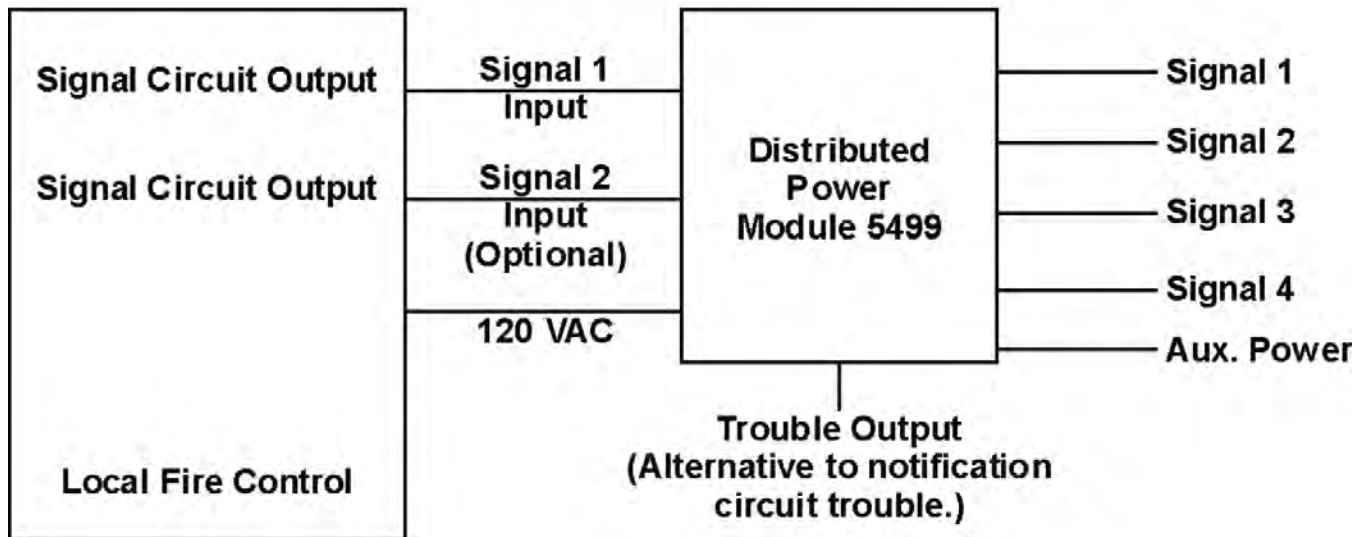 Signal Circuit Output
Signal 1
Input
Signal Circuit Output
Signal 2
Input
(Optional)
120 VAC
Local Fire Control
Distributed
Power
Module 5499
Signal 1
Signal 2
Signal 3
Signal 4
Aux. Power
Trouble Output
(Alternative to notification
circuit trouble.)